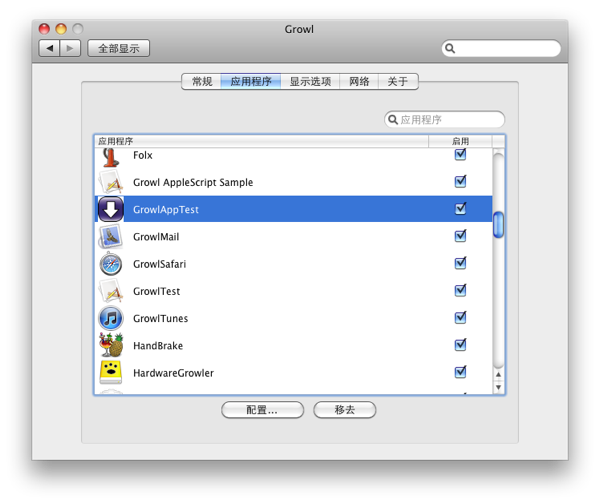 Growl
全部显示
常规 应用程序 显示选项 网络 关于
应用程序
应用程序 启用
Folx
Growl AppleScript Sample
GrowlAppTest
GrowlMail
GrowlSafari
GrowlTest
GrowlTunes
HandBrake
HardwareGrowler
配置... 移去